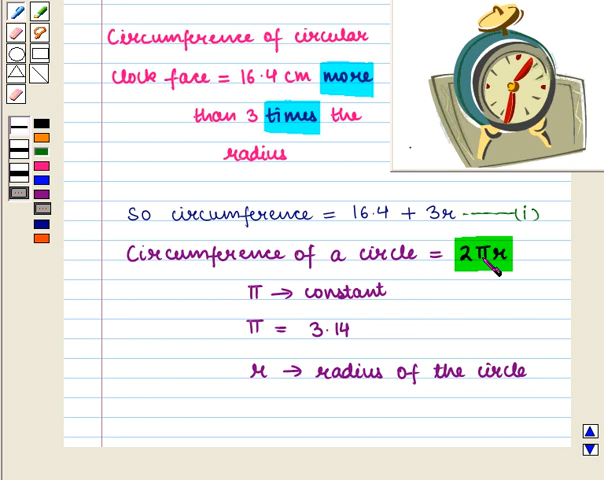 Circumference of circular
clock face = 16.4 cm more
than 3 times the
radius
So circumference = 16.4 + 3r ——(i)
Circumference of a circle = 2πr
π → constant
π = 3.14
r → radius of the circle